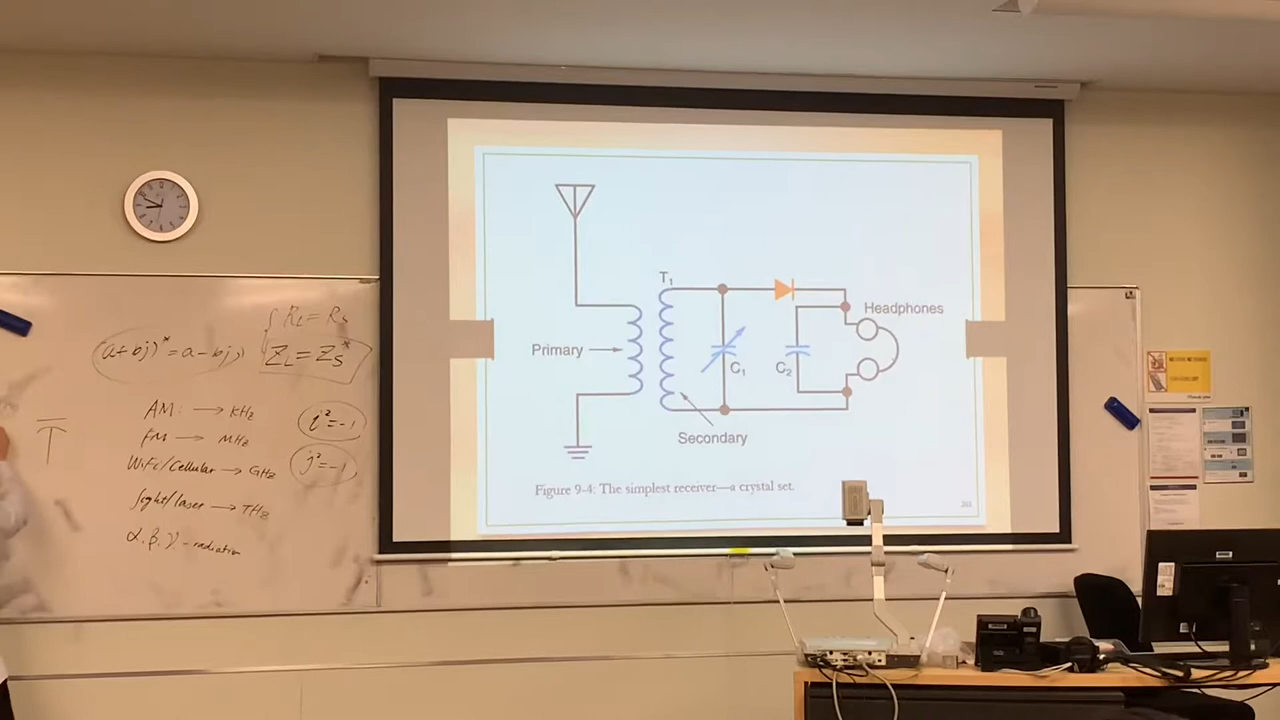 R_L = R_s
(a+bj)* = a-bj
Z_L = Z_s*
AM: → KHz
FM → MHz
WiFi/Cellular → GHz
light/laser → THz
α.β.γ.-radiation
i²=-1
j²=-1
T₁
Primary
C₁
C₂
Headphones
Secondary
Figure 9-4: The simplest receiver—a crystal set.